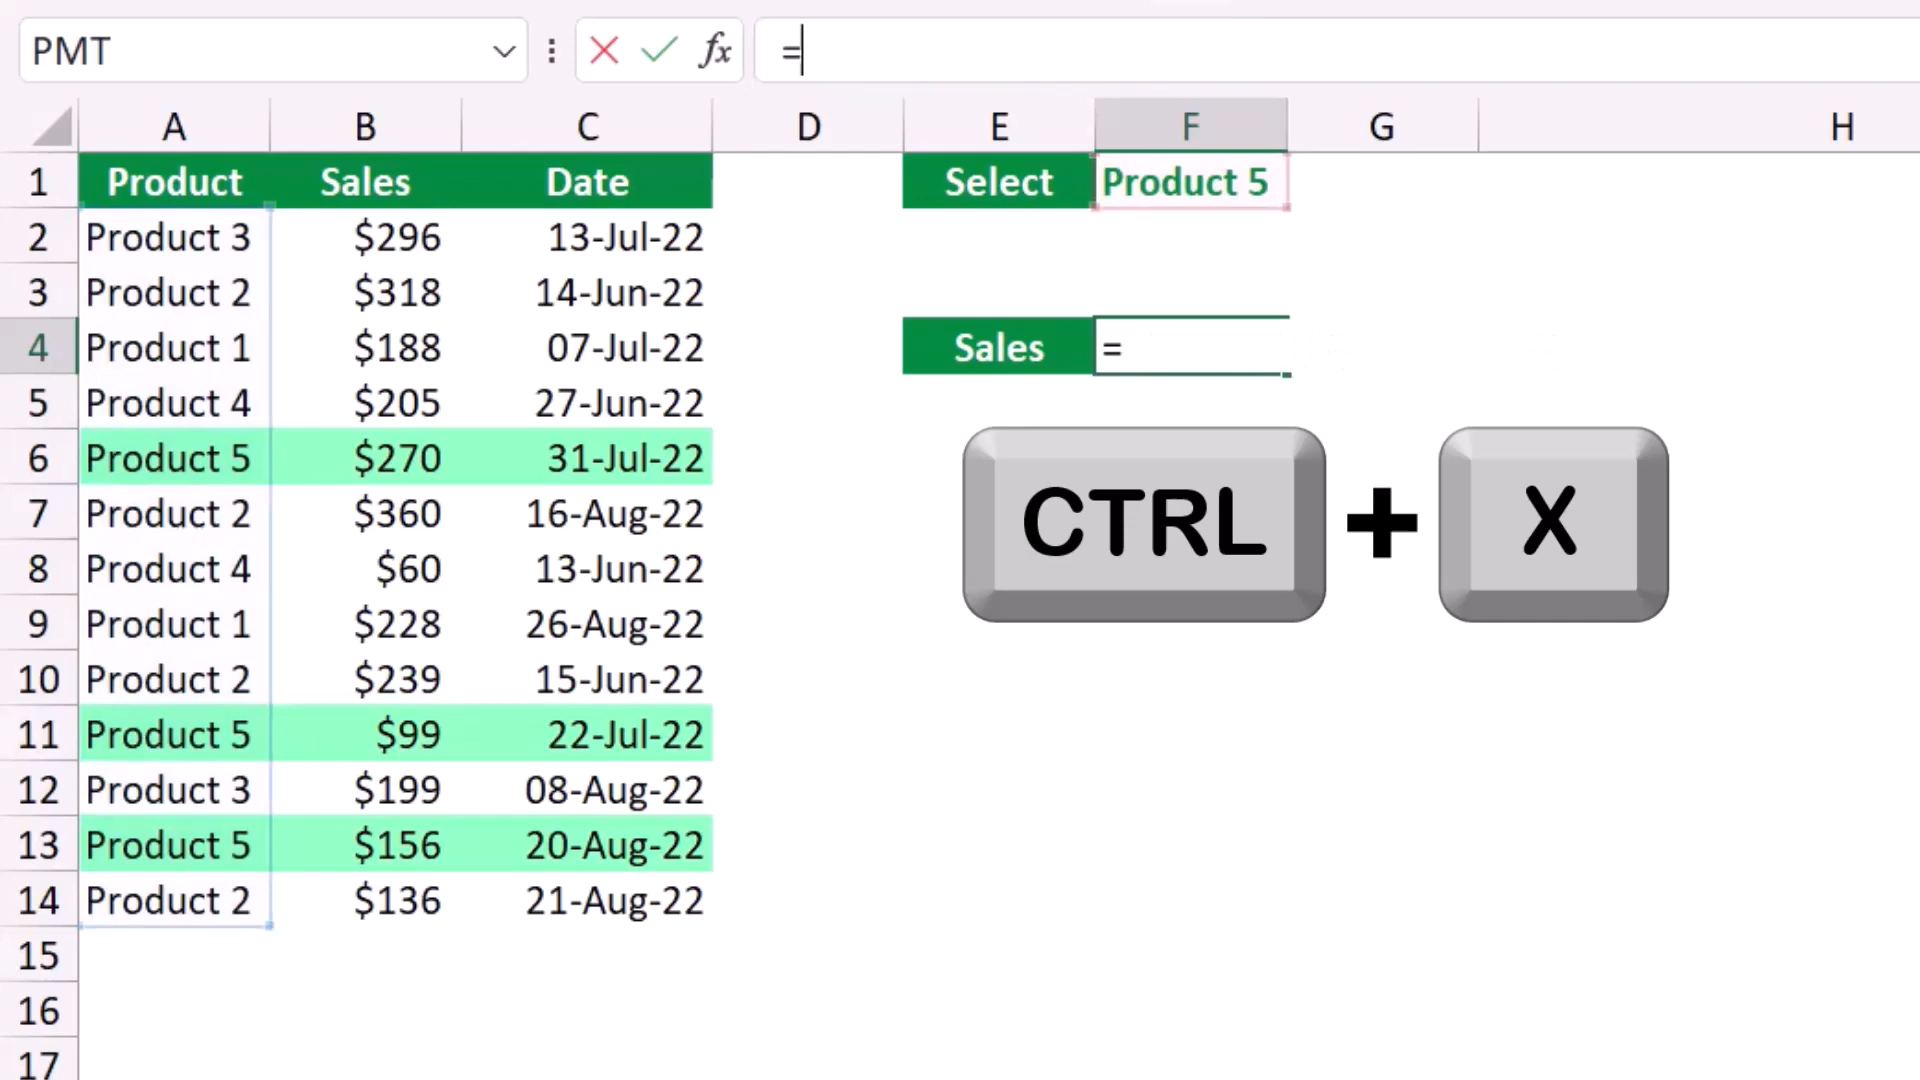 PMT fx =
A B C D E F G H
1 Product Sales Date Select Product 5
2 Product 3 $296 13-Jul-22
3 Product 2 $318 14-Jun-22
4 Product 1 $188 07-Jul-22 Sales =
5 Product 4 $205 27-Jun-22
6 Product 5 $270 31-Jul-22
7 Product 2 $360 16-Aug-22
CTRL + X
8 Product 4 $60 13-Jun-22
9 Product 1 $228 26-Aug-22
10 Product 2 $239 15-Jun-22
11 Product 5 $99 22-Jul-22
12 Product 3 $199 08-Aug-22
13 Product 5 $156 20-Aug-22
14 Product 2 $136 21-Aug-22
15
16
17